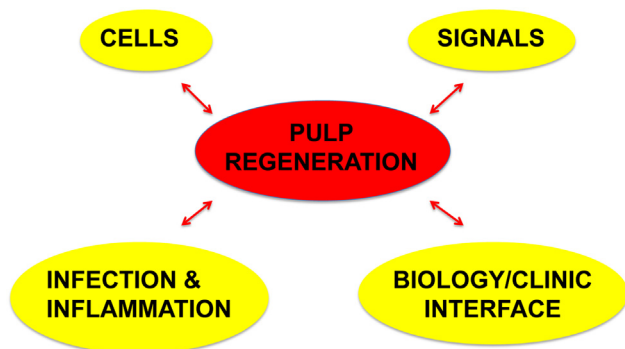 CELLS
SIGNALS
PULP
REGENERATION
INFECTION &
INFLAMMATION
BIOLOGY/CLINIC
INTERFACE